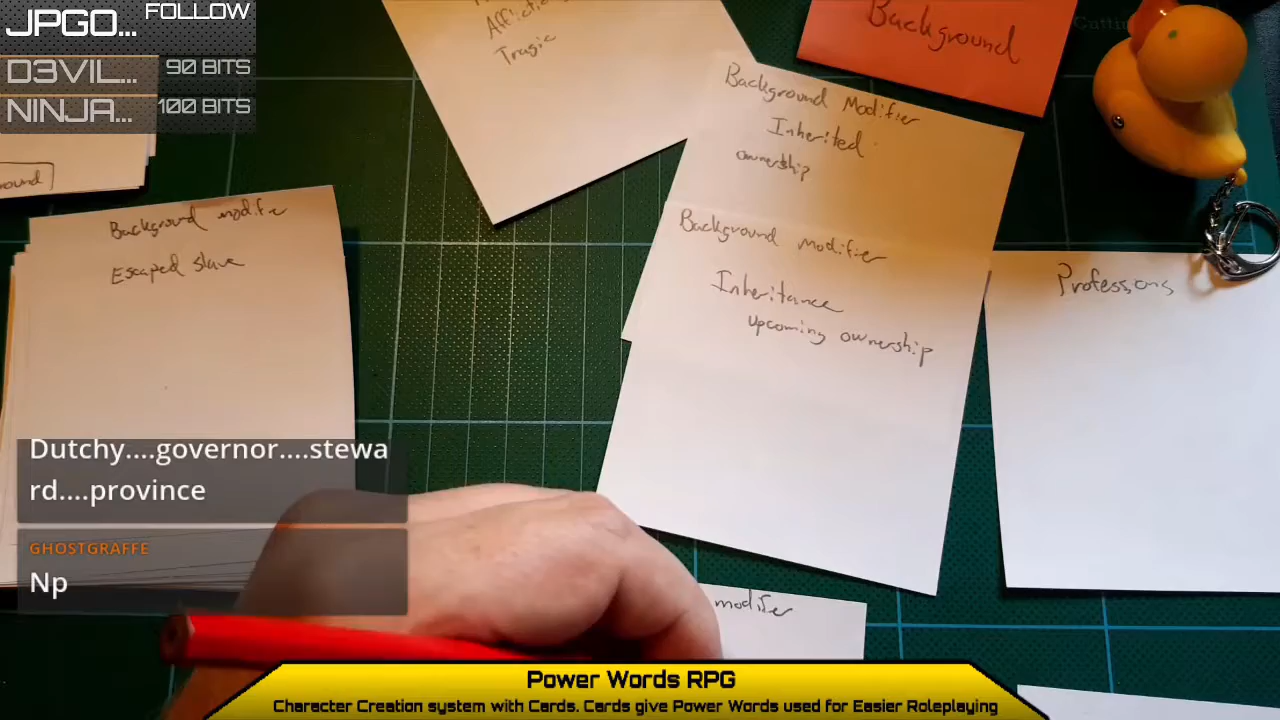 JPGO...
FOLLOW
D3VIL...
90 BITS
NINJA...
100 BITS
Tragic
Background
Background Modifier
Inherited
ownership
Background modifier
Inheritance
upcoming ownership
Professions
Background modifier
Escaped slave
Dutchy....governor....stewa
rd....province
GHOSTGRAFFE
Np
Power Words RPG
Character Creation system with Cards. Cards give Power Words used for Easier Roleplaying